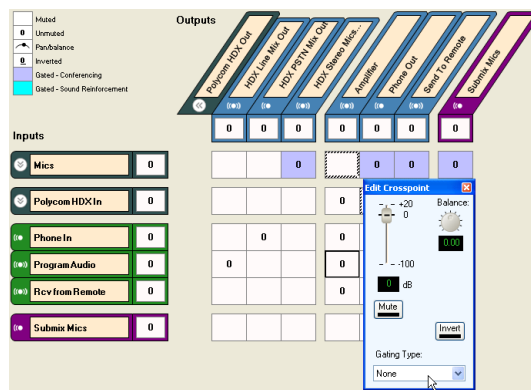 Muted
0 Unmuted
Pan/balance
0 Inverted
Gated - Conferencing
Gated - Sound Reinforcement
Outputs
Polycom HDX Out
HDX Line Mix Out
HDX PSTN Mix Out
HDX Stereo Mics...
Amplifier
Phone Out
Send To Remote
Submix Mics
0 0 0 0 0 0 0
Inputs
Mics 0 0 0 0 0
Polycom HDX In 0 0
Phone In 0 0 0
Program Audio 0 0 0
Rcv from Remote 0 0
Submix Mics 0
Edit Crosspoint
+20
0
-100
Balance:
0.00
0 dB
Mute
Invert
Gating Type:
None